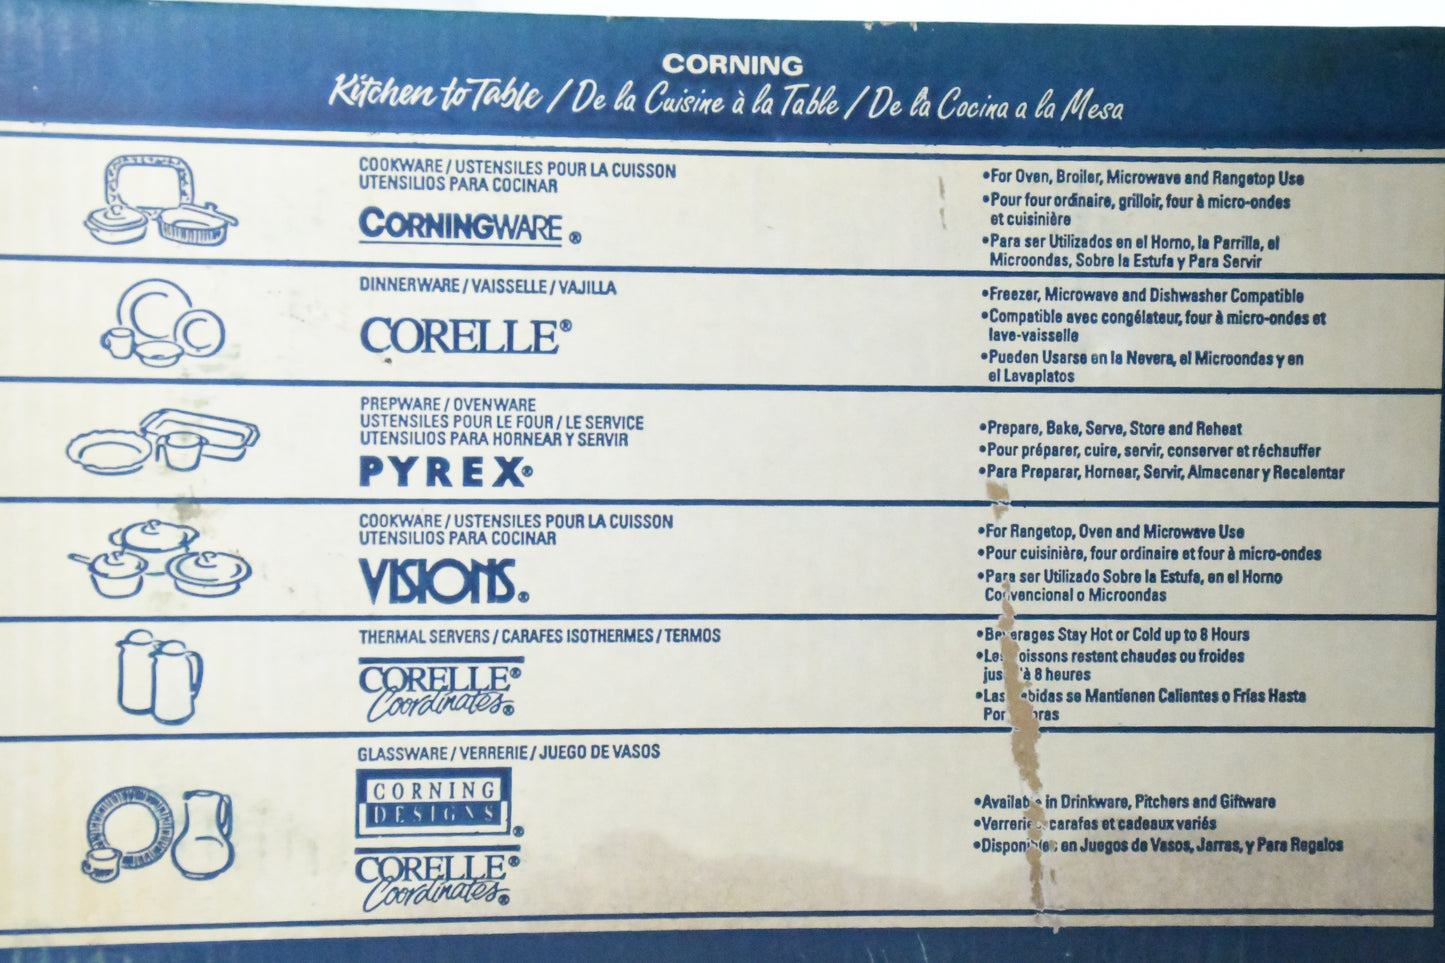 CORNING
Kitchen to Table / De la Cuisine à la Table / De la Cocina a la Mesa
COOKWARE / USTENSILES POUR LA CUISSON
UTENSILIOS PARA COCINAR
CORNINGWARE®
•For Oven, Broiler, Microwave and Rangetop Use
•Pour four ordinaire, grilloir, four à micro-ondes
et cuisinière
•Para ser Utilizados en el Horno, la Parrilla, el
Microondas, Sobre la Estufa y Para Servir
DINNERWARE / VAISSELLE / VAJILLA
CORELLE®
•Freezer, Microwave and Dishwasher Compatible
•Compatible avec congélateur, four à micro-ondes et
lave-vaisselle
•Pueden Usarse en la Nevera, el Microondas y en
el Lavaplatos
PREPWARE / OVENWARE
USTENSILES POUR LE FOUR / LE SERVICE
UTENSILIOS PARA HORNEAR Y SERVIR
PYREX®
•Prepare, Bake, Serve, Store and Reheat
•Pour préparer, cuire, servir, conserver et réchauffer
•Para Preparar, Hornear, Servir, Almacenar y Recalentar
COOKWARE / USTENSILES POUR LA CUISSON
UTENSILIOS PARA COCINAR
VISIONS®
•For Rangetop, Oven and Microwave Use
•Pour cuisinière, four ordinaire et four à micro-ondes
•Para ser Utilizado Sobre la Estufa, en el Horno
Convencional o Microondas
THERMAL SERVERS / CARAFES ISOTHERMES / TERMOS
CORELLE®
Coordinates®
•Beverages Stay Hot or Cold up to 8 Hours
•Les boissons restent chaudes ou froides
jusqu'à 8 heures
•Las Bebidas se Mantienen Calientes o Frías Hasta
Por Horas
GLASSWARE / VERRERIE / JUEGO DE VASOS
CORNING
DESIGNS®
CORELLE®
Coordinates®
•Available in Drinkware, Pitchers and Giftware
•Verrerie, carafes et cadeaux variés
•Disponibles en Juegos de Vasos, Jarras, y Para Regalos